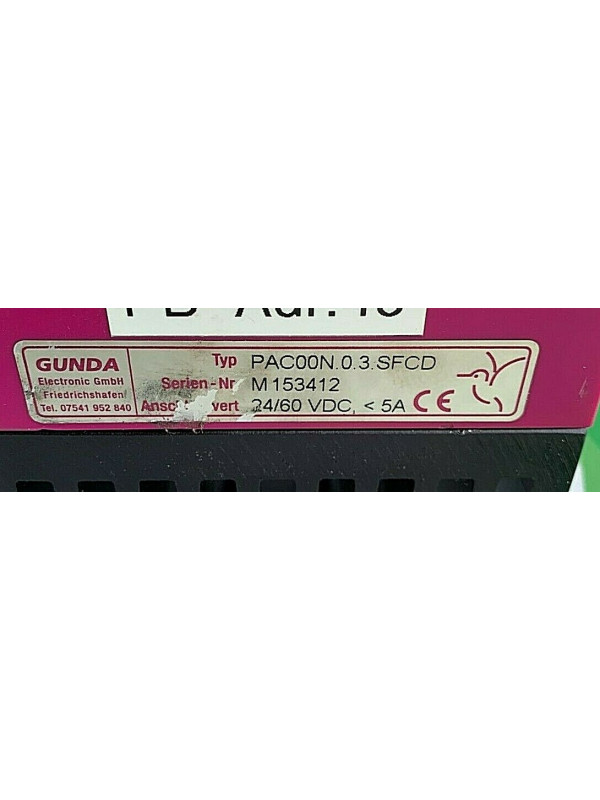 GUNDA
Electronic GmbH
Friedrichshafen
Tel. 07541 952 840
Typ PAC00N.0.3.SFCD
Serien-Nr M153412
24/60 VDC, < 5A CE